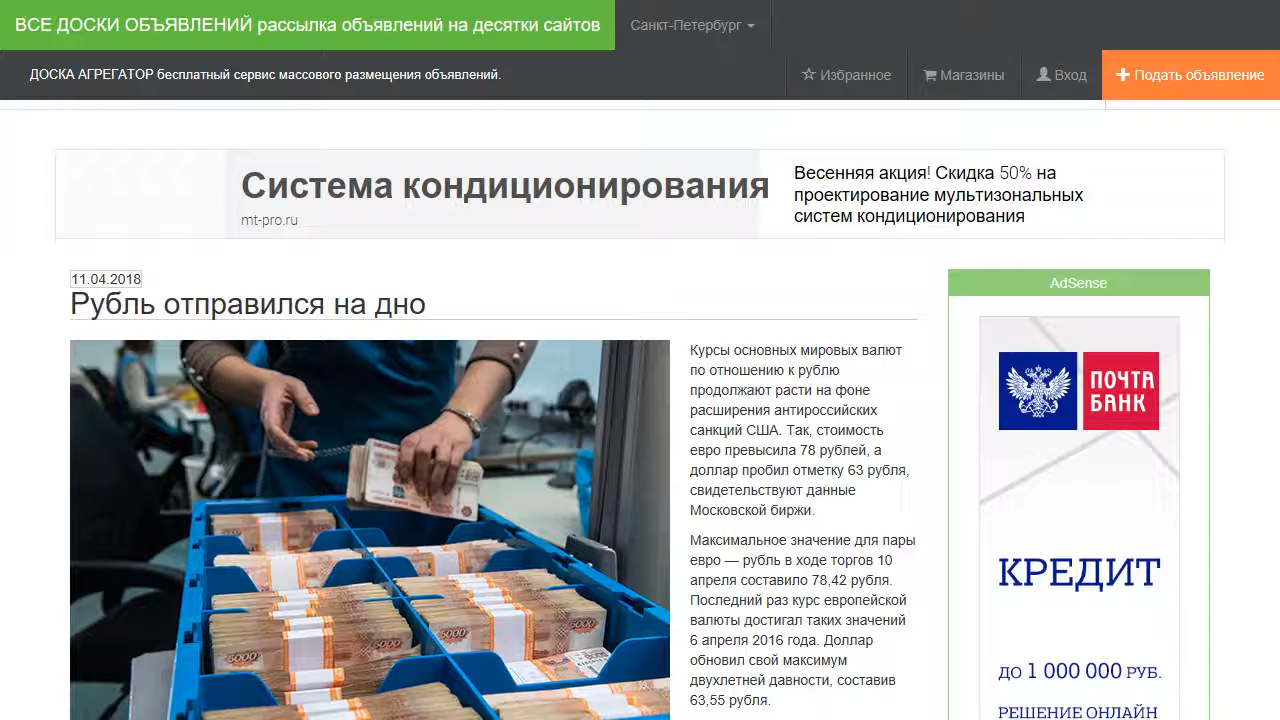 ВСЕ ДОСКИ ОБЪЯВЛЕНИЙ рассылка объявлений на десятки сайтов
Санкт-Петербург
ДОСКА АГРЕГАТОР бесплатный сервис массового размещения объявлений.
Избранное
Магазины
Вход
Подать объявление
Система кондиционирования
mt-pro.ru
Весенняя акция! Скидка 50% на
проектирование мультизональных
систем кондиционирования
11.04.2018
Рубль отправился на дно
Курсы основных мировых валют
по отношению к рублю
продолжают расти на фоне
расширения антироссийских
санкций США. Так, стоимость
евро превысила 78 рублей, а
доллар пробил отметку 63 рубля,
свидетельствуют данные
Московской биржи.
Максимальное значение для пары
евро — рубль в ходе торгов 10
апреля составило 78,42 рубля.
Последний раз курс европейской
валюты достигал таких значений
6 апреля 2016 года. Доллар
обновил свой максимум
двухлетней давности, составив
63,55 рубля.
5000
5000
5000
AdSense
ПОЧТА
БАНК
КРЕДИТ
ДО 1 000 000 РУБ.
РЕШЕНИЕ ОНЛАЙН